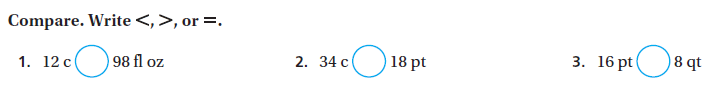 Compare. Write <, >, or =.
1. 12 c 98 fl oz 2. 34 c 18 pt 3. 16 pt 8 qt